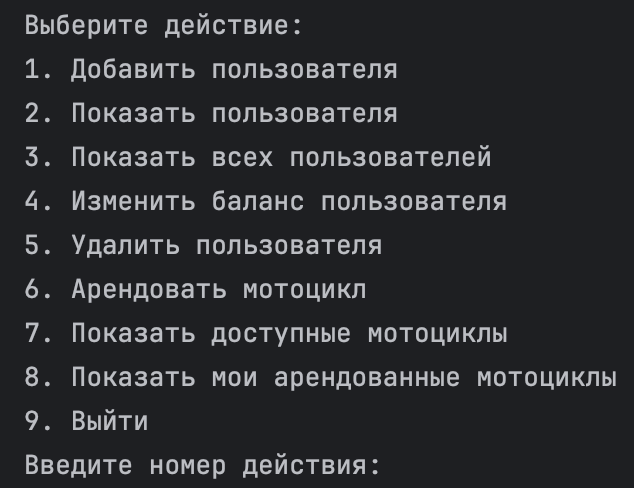 Выберите действие:
1. Добавить пользователя
2. Показать пользователя
3. Показать всех пользователей
4. Изменить баланс пользователя
5. Удалить пользователя
6. Арендовать мотоцикл
7. Показать доступные мотоциклы
8. Показать мои арендованные мотоциклы
9. Выйти
Введите номер действия: